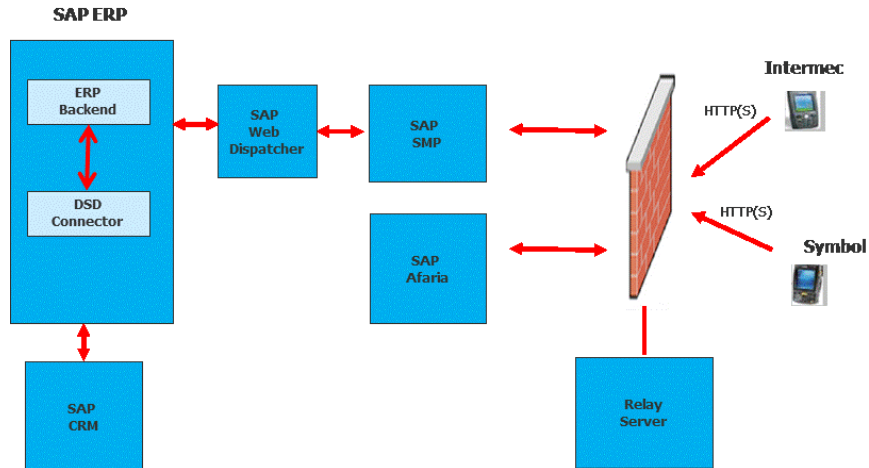 SAP ERP
ERP
Backend
DSD
Connector
SAP
Web
Dispatcher
SAP
SMP
SAP
Afaria
SAP
CRM
Relay
Server
Intermec
HTTP(S)
HTTP(S)
Symbol